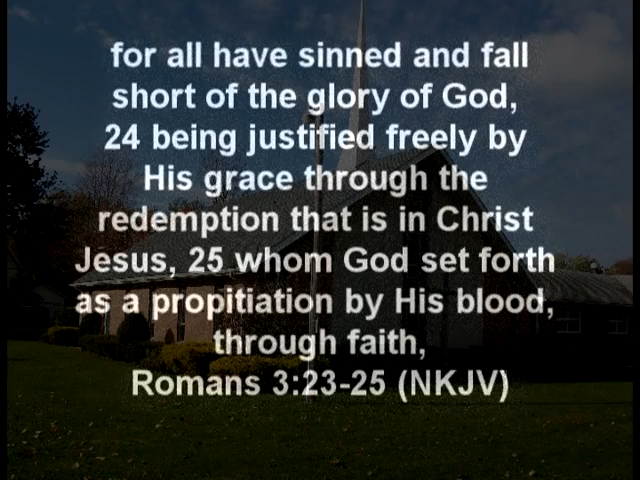 for all have sinned and fall
short of the glory of God,
24 being justified freely by
His grace through the
redemption that is in Christ
Jesus, 25 whom God set forth
as a propitiation by His blood,
through faith,
Romans 3:23-25 (NKJV)